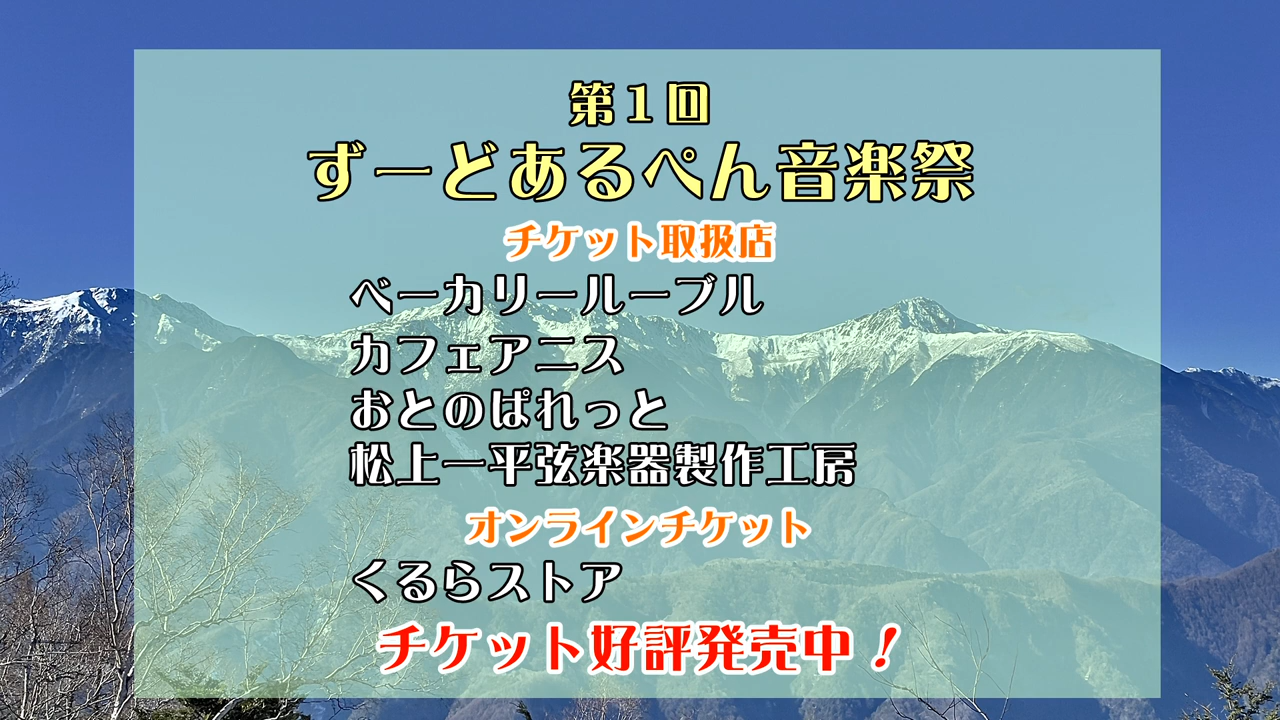 第１回
ずーどあるぺん音楽祭
チケット取扱店
ベーカリールーブル
カフェアニス
おとのぱれっと
松上一平弦楽器製作工房
オンラインチケット
くるらストア
チケット好評発売中！